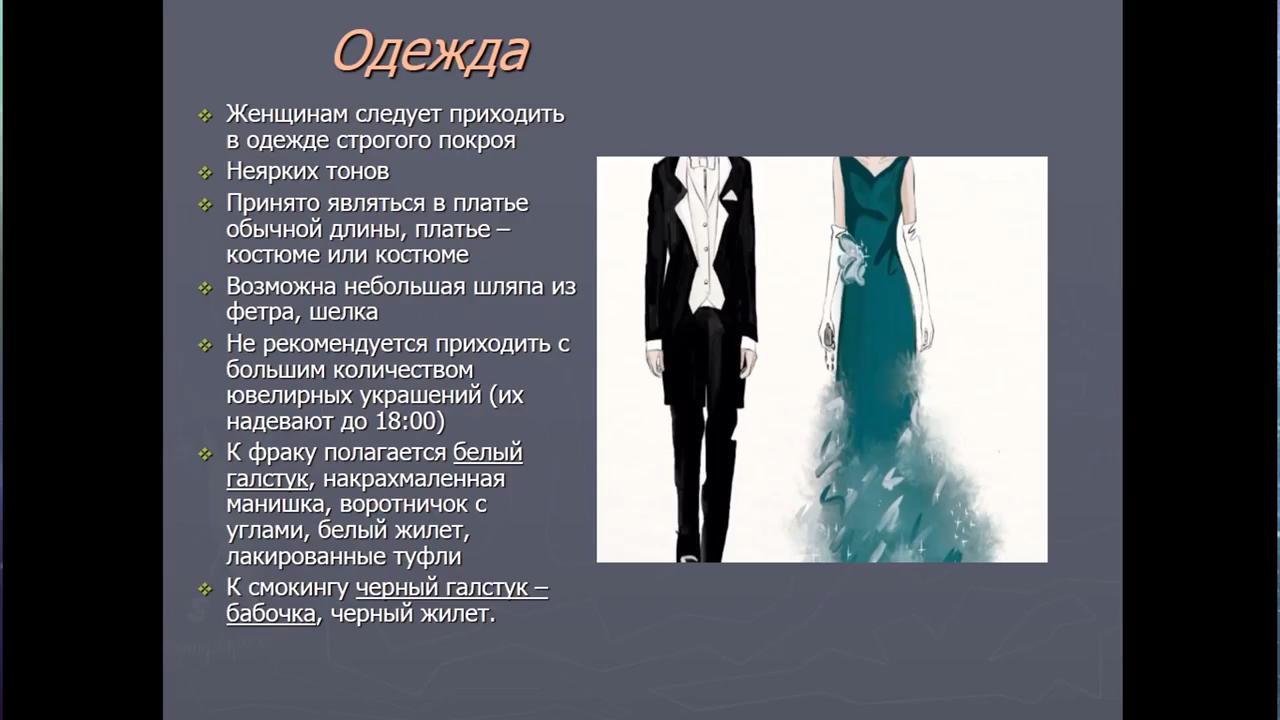 Одежда
Женщинам следует приходить
в одежде строгого покроя
Неярких тонов
Принято являться в платье
обычной длины, платье –
костюме или костюме
Возможна небольшая шляпа из
фетра, шелка
Не рекомендуется приходить с
большим количеством
ювелирных украшений (их
надевают до 18:00)
К фраку полагается белый
галстук, накрахмаленная
манишка, воротничок с
углами, белый жилет,
лакированные туфли
К смокингу черный галстук –
бабочка, черный жилет.